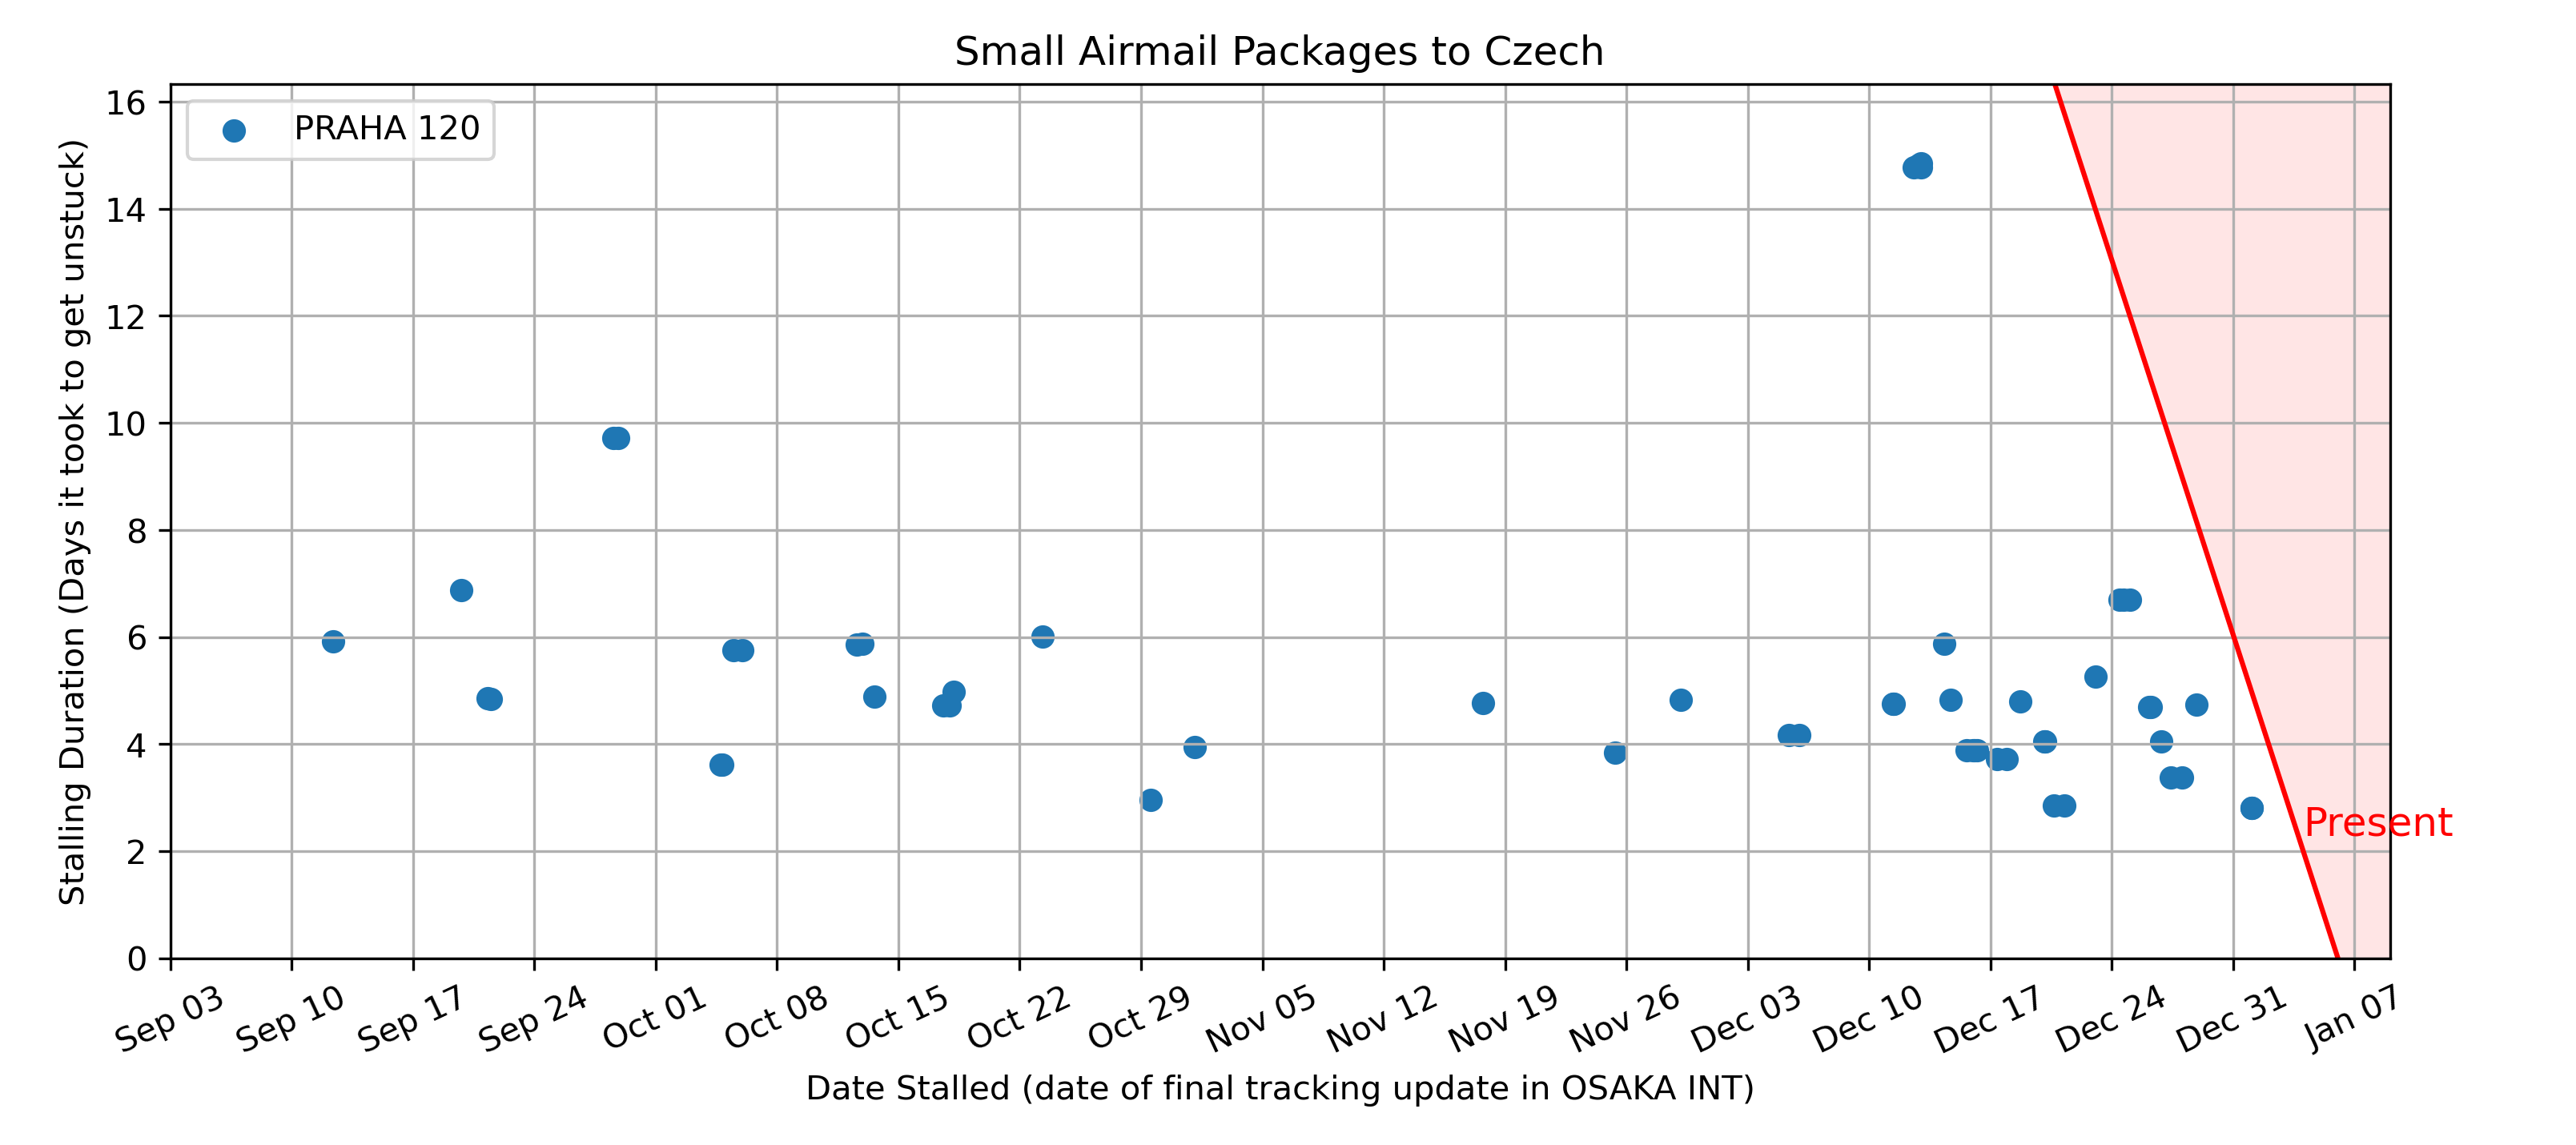 Small Airmail Packages to Czech
PRAHA 120
Stalling Duration (Days it took to get unstuck)
16
14
12
10
8
6
4
2
0
Present
Sep 03
Sep 10
Sep 17
Sep 24
Oct 01
Oct 08
Oct 15
Oct 22
Oct 29
Nov 05
Nov 12
Nov 19
Nov 26
Dec 03
Dec 10
Dec 17
Dec 24
Dec 31
Jan 07
Date Stalled (date of final tracking update in OSAKA INT)